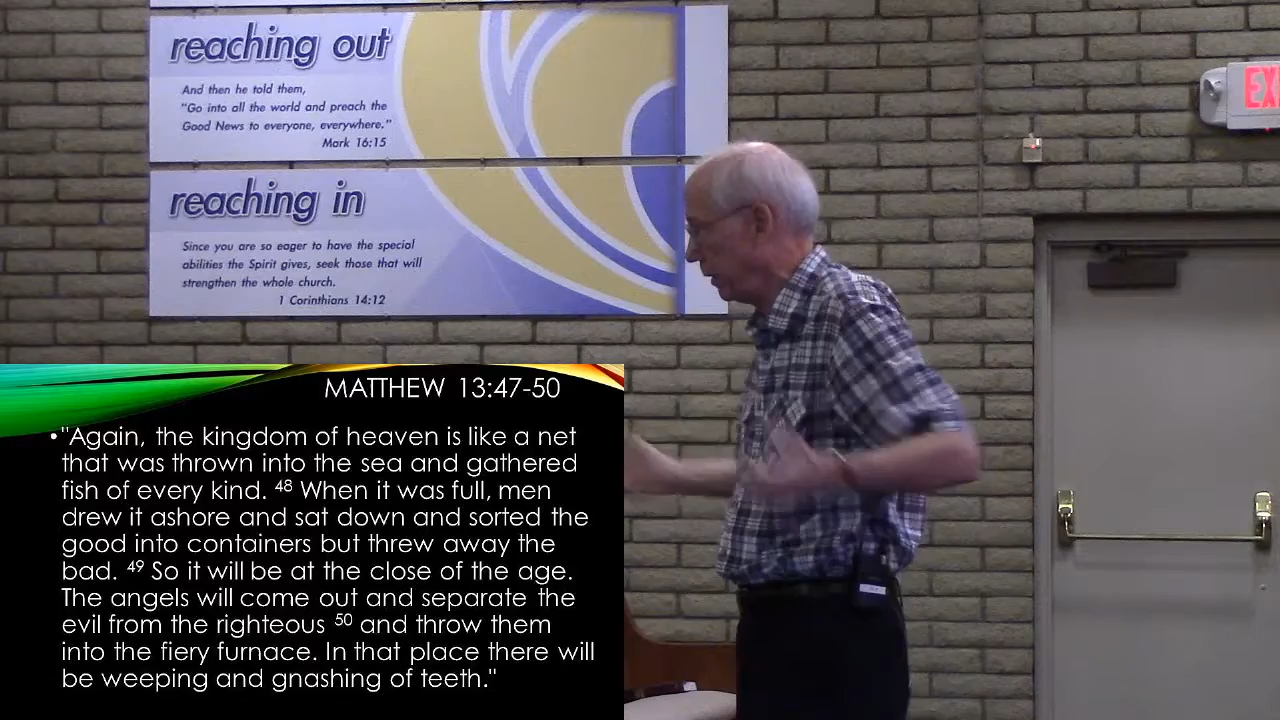 reaching out
And then he told them,
"Go into all the world and preach the
Good News to everyone, everywhere."
Mark 16:15
reaching in
Since you are so eager to have the special
abilities the Spirit gives, seek those that will
strengthen the whole church.
1 Corinthians 14:12
MATTHEW 13:47-50
•"Again, the kingdom of heaven is like a net
that was thrown into the sea and gathered
fish of every kind. 48 When it was full, men
drew it ashore and sat down and sorted the
good into containers but threw away the
bad. 49 So it will be at the close of the age.
The angels will come out and separate the
evil from the righteous 50 and throw them
into the fiery furnace. In that place there will
be weeping and gnashing of teeth."
EX